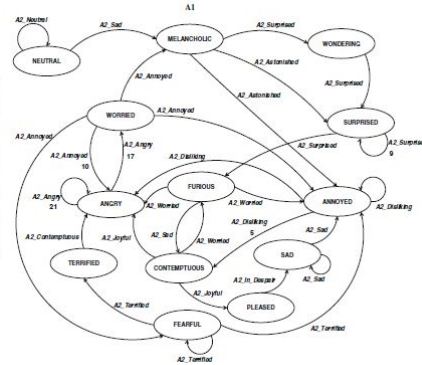 A1
A2_Neutral
A2_Sad
A2_Surprised
MELANCHOLIC
WONDERING
NEUTRAL
A2_Astonished
A2_Surprised
A2_Annoyed
A2_Astonished
WORRIED
A2_Annoyed
SURPRISED
A2_Annoyed
A2_Annoyed
10
A2_Angry
17
A2_Surprised
A2_Surprised
9
A2_Disliking
A2_Angry
21
ANGRY
FURIOUS
ANNOYED
A2_Worried
A2_Worried
A2_Disliking
A2_Disliking
5
A2_Contemptuous
A2_Joyful
A2_Sad
A2_Worried
A2_Sad
SAD
TERRIFIED
CONTEMPTUOUS
A2_Sad
A2_In_Despair
A2_Joyful
PLEASED
A2_Terrified
FEARFUL
A2_Terrified
A2_Terrified